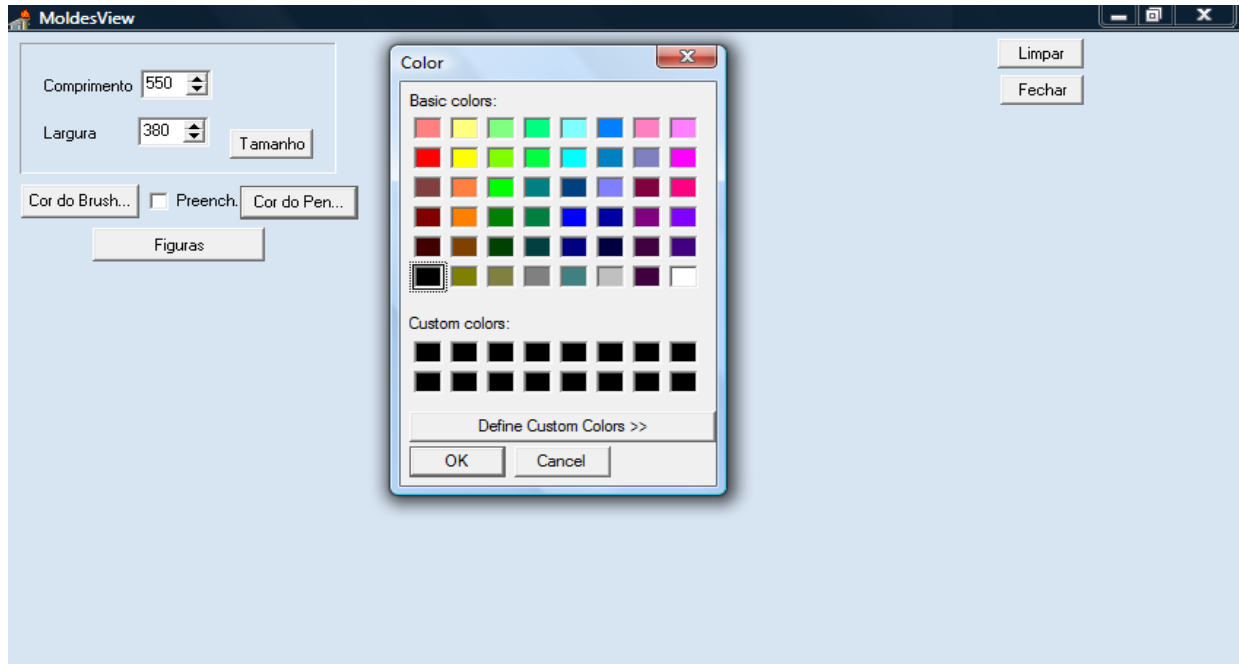 MoldesView
Comprimento 550
Largura 380
Tamanho
Cor do Brush...
Preench.
Cor do Pen...
Figuras
Color
Basic colors:
Custom colors:
Define Custom Colors >>
OK
Cancel
Limpar
Fechar